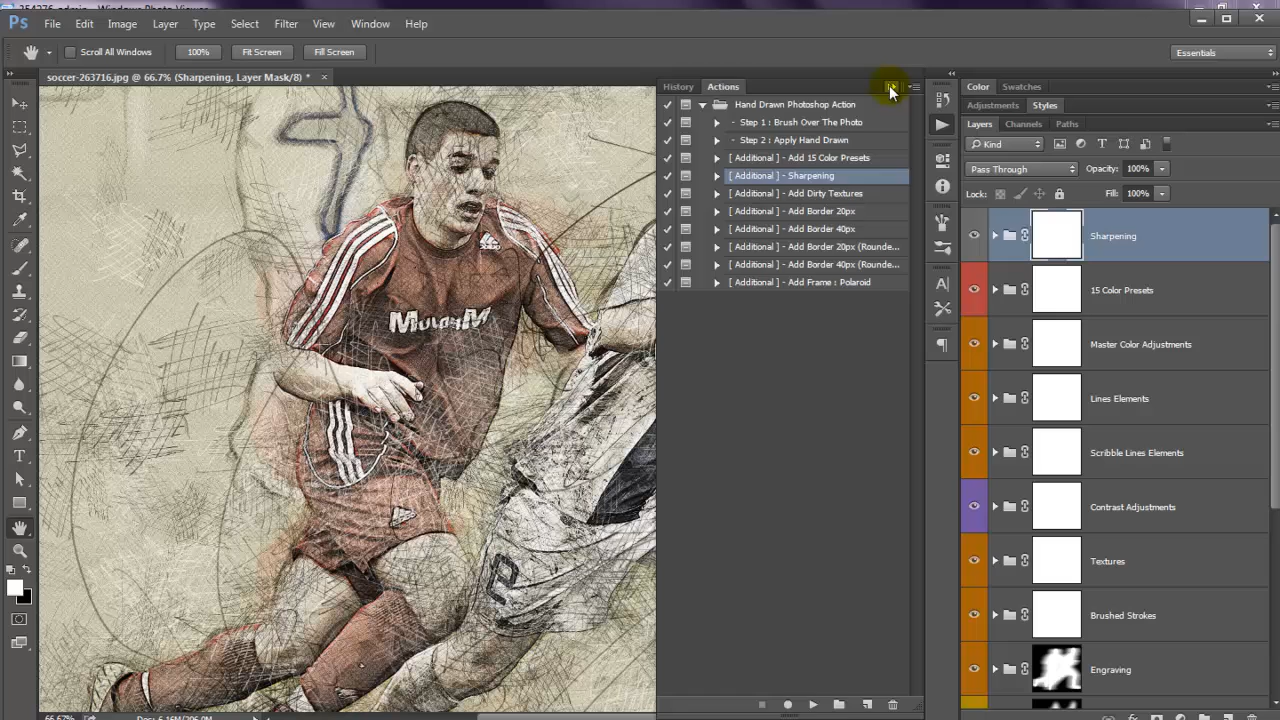 Ps File Edit Image Layer Type Select Filter View Window Help
Scroll All Windows 100% Fit Screen Fill Screen Essentials
soccer-263716.jpg @ 66.7% (Sharpening, Layer Mask/8) * ×
History Actions
Hand Drawn Photoshop Action
- Step 1 : Brush Over The Photo
- Step 2 : Apply Hand Drawn
[ Additional ] - Add 15 Color Presets
[ Additional ] - Sharpening
[ Additional ] - Add Dirty Textures
[ Additional ] - Add Border 20px
[ Additional ] - Add Border 40px
[ Additional ] - Add Border 20px (Rounde...
[ Additional ] - Add Border 40px (Rounde...
[ Additional ] - Add Frame : Polaroid
Color Swatches
Adjustments Styles
Layers Channels Paths
Kind
Pass Through Opacity: 100%
Lock: Fill: 100%
Sharpening
15 Color Presets
Master Color Adjustments
Lines Elements
Scribble Lines Elements
Contrast Adjustments
Textures
Brushed Strokes
Engraving
adidas
66.67%